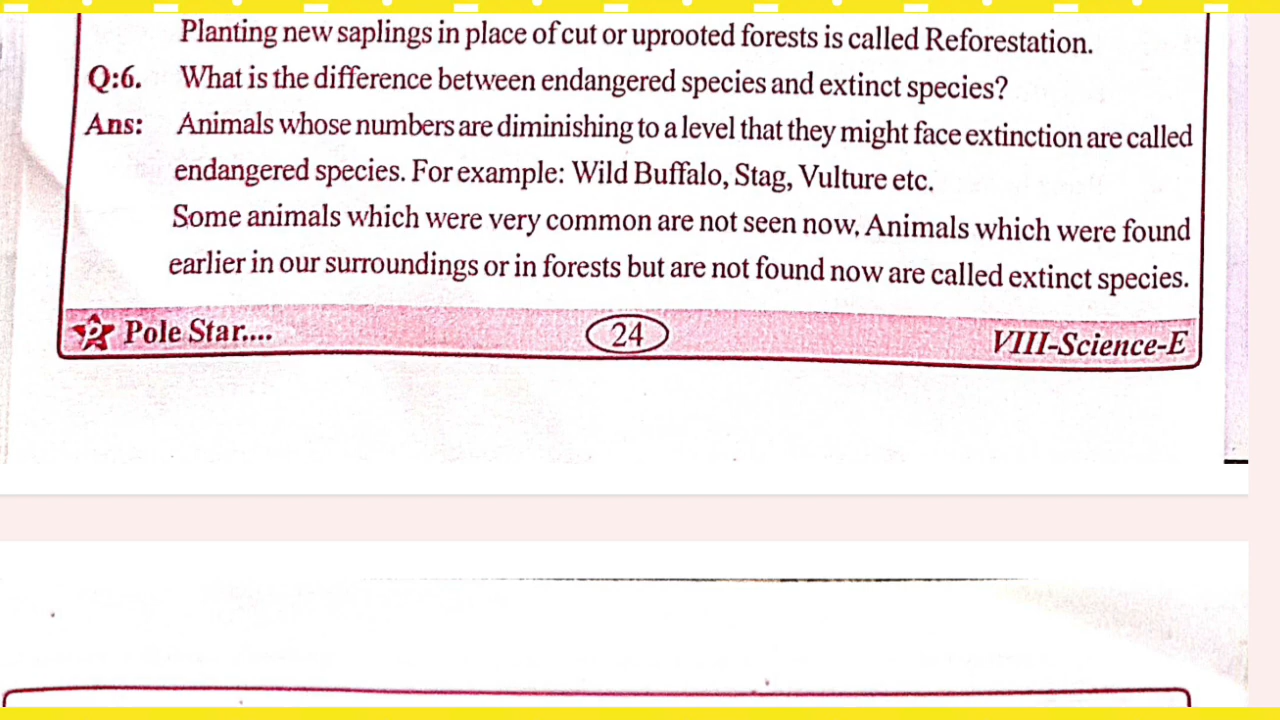 Planting new saplings in place of cut or uprooted forests is called Reforestation.
Q:6. What is the difference between endangered species and extinct species?
Ans: Animals whose numbers are diminishing to a level that they might face extinction are called
endangered species. For example: Wild Buffalo, Stag, Vulture etc.
Some animals which were very common are not seen now, Animals which were found
earlier in our surroundings or in forests but are not found now are called extinct species.
Pole Star.... 24 VIII-Science-E